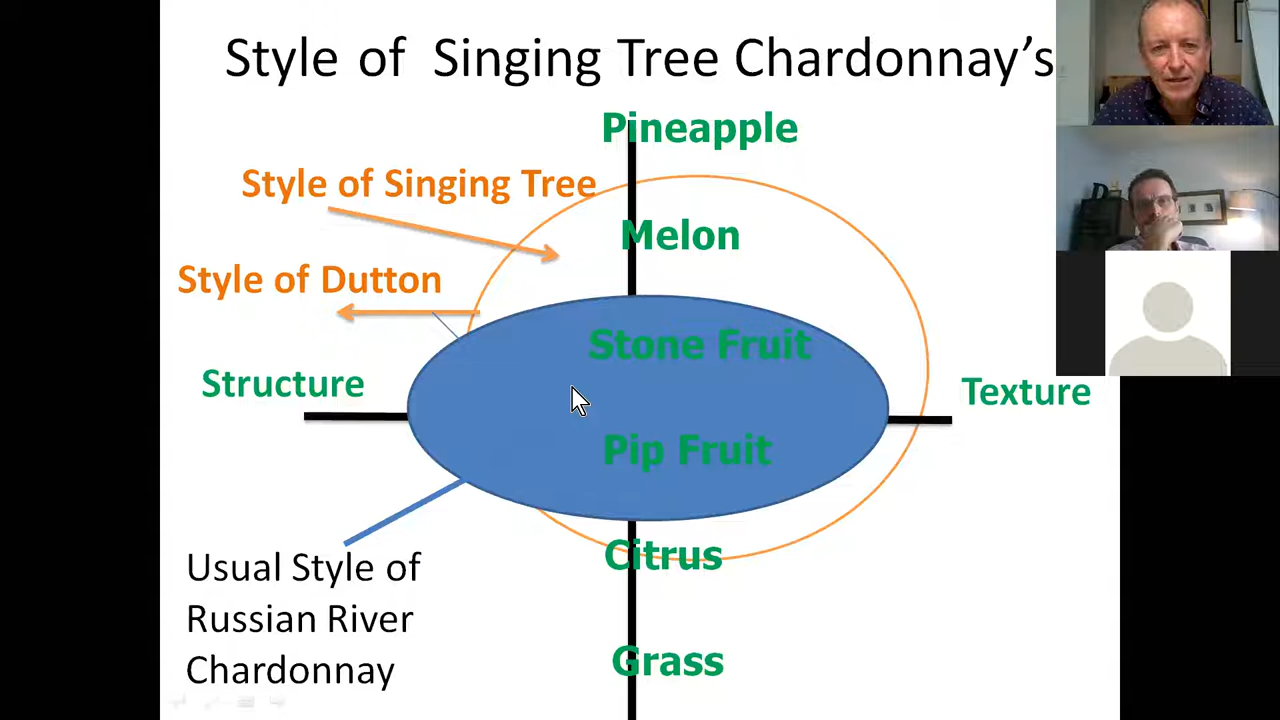 Style of Singing Tree Chardonnay's
Pineapple
Style of Singing Tree
Melon
Style of Dutton
Stone Fruit
Structure
Texture
Pip Fruit
Citrus
Usual Style of
Russian River
Chardonnay
Grass